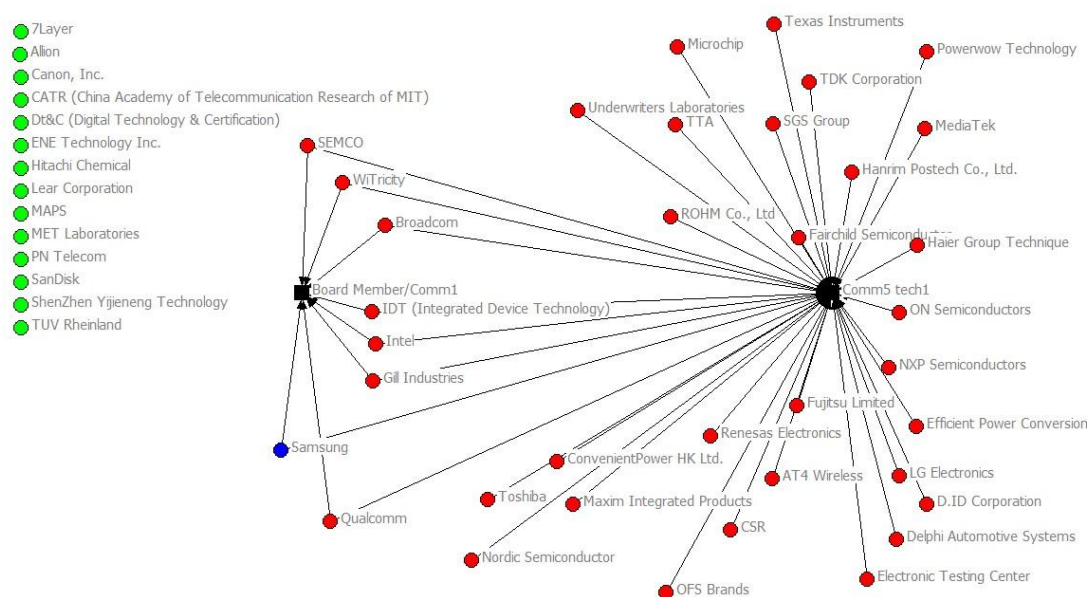 7Layer
Allion
Canon, Inc.
CATR (China Academy of Telecommunication Research of MIT)
Dt&C (Digital Technology & Certification)
ENE Technology Inc.
Hitachi Chemical
Lear Corporation
MAPS
MET Laboratories
PN Telecom
SanDisk
ShenZhen Yijieneng Technology
TUV Rheinland
SEMCO
WiTricity
Broadcom
Board Member/Comm1
IDT (Integrated Device Technology)
Intel
Gill Industries
Samsung
Qualcomm
Texas Instruments
Microchip
Powerwow Technology
TDK Corporation
Underwriters Laboratories
TTA
SGS Group
MediaTek
Hanrim Postech Co., Ltd.
ROHM Co., Ltd
Fairchild Semiconductor
Haier Group Technique
Comm5 tech1
ON Semiconductors
NXP Semiconductors
Fujitsu Limited
Efficient Power Conversion
Renesas Electronics
ConvenientPower HK Ltd.
AT4 Wireless
LG Electronics
Toshiba
Maxim Integrated Products
D.ID Corporation
CSR
Delphi Automotive Systems
Nordic Semiconductor
Electronic Testing Center
OFS Brands